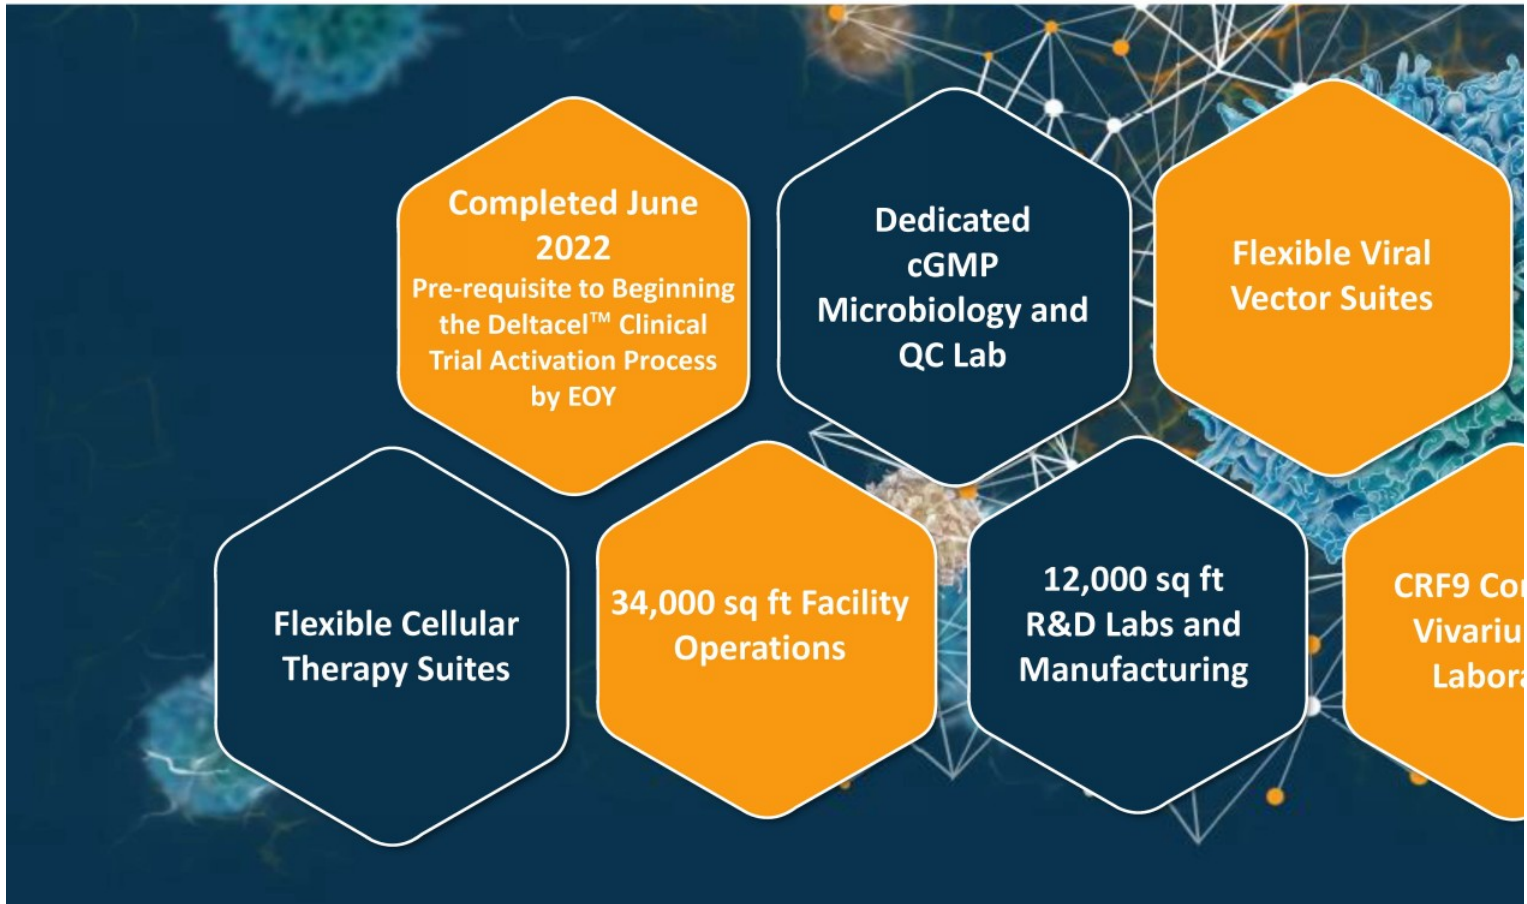 Completed June
2022
Pre-requisite to Beginning
the Deltacel™ Clinical
Trial Activation Process
by EOY
Dedicated
cGMP
Microbiology and
QC Lab
Flexible Viral
Vector Suites
Flexible Cellular
Therapy Suites
34,000 sq ft Facility
Operations
12,000 sq ft
R&D Labs and
Manufacturing
CRF9